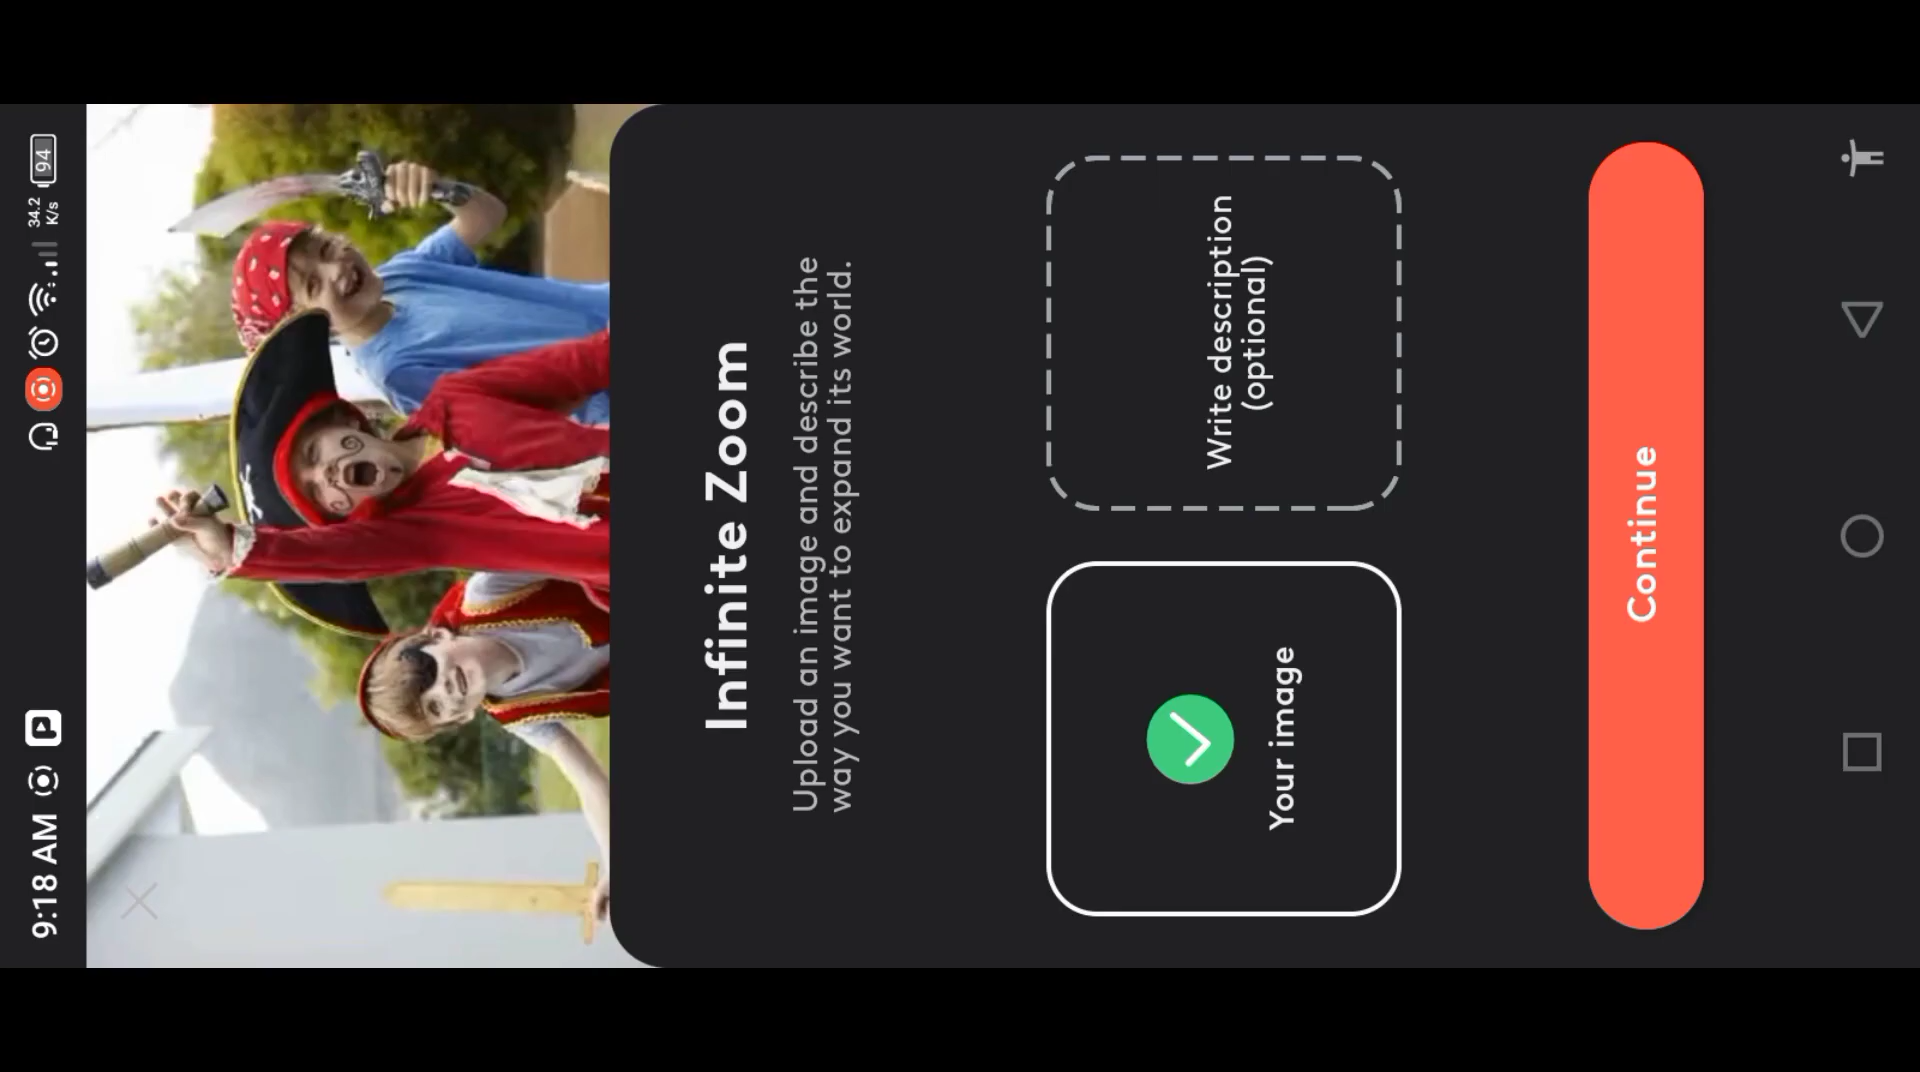 9:18 AM
34.2
K/s
94
Infinite Zoom
Upload an image and describe the
way you want to expand its world.
Your image
Write description
(optional)
Continue